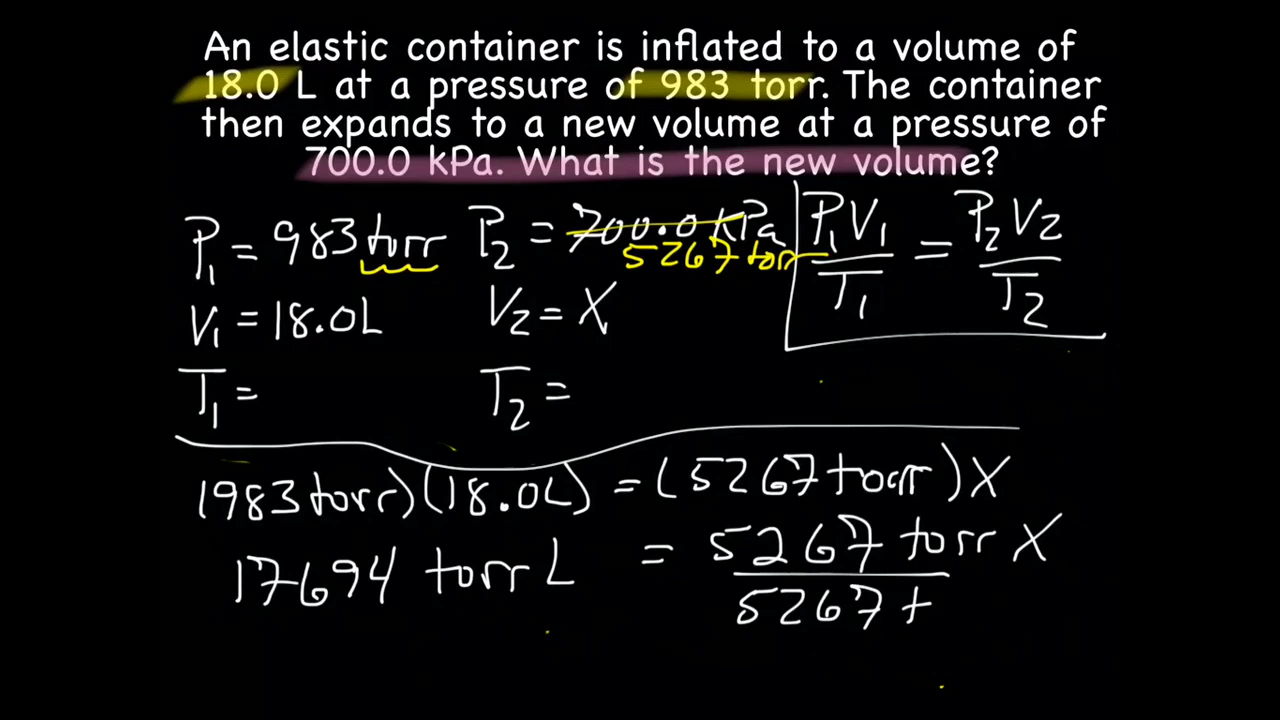 An elastic container is inflated to a volume of
18.0 L at a pressure of 983 torr. The container
then expands to a new volume at a pressure of
700.0 kPa. What is the new volume?
P₁ = 983 torr P₂ = 700.0 kPa P₁V₁/T₁ = P₂V₂/T₂
5267 torr
V₁ = 18.0L V₂ = X
T₁ = T₂ =
(983 torr)(18.0L) = (5267 torr)X
17694 torr L = 5267 torr X
5267 t